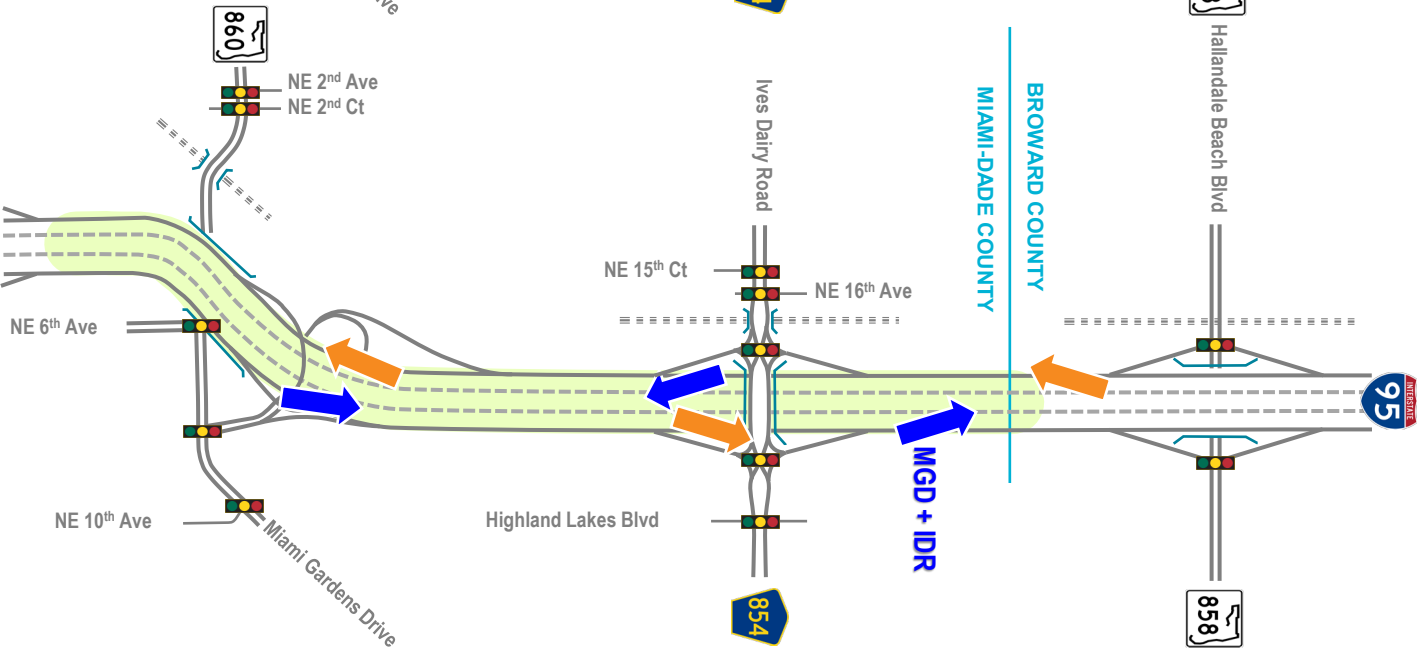 860
NE 2nd Ave
NE 2nd Ct
Ives Dairy Road
MIAMI-DADE COUNTY
BROWARD COUNTY
Hallandale Beach Blvd
NE 15th Ct
NE 16th Ave
NE 6th Ave
INTERSTATE
95
MGD + IDR
NE 10th Ave
Miami Gardens Drive
Highland Lakes Blvd
854
858